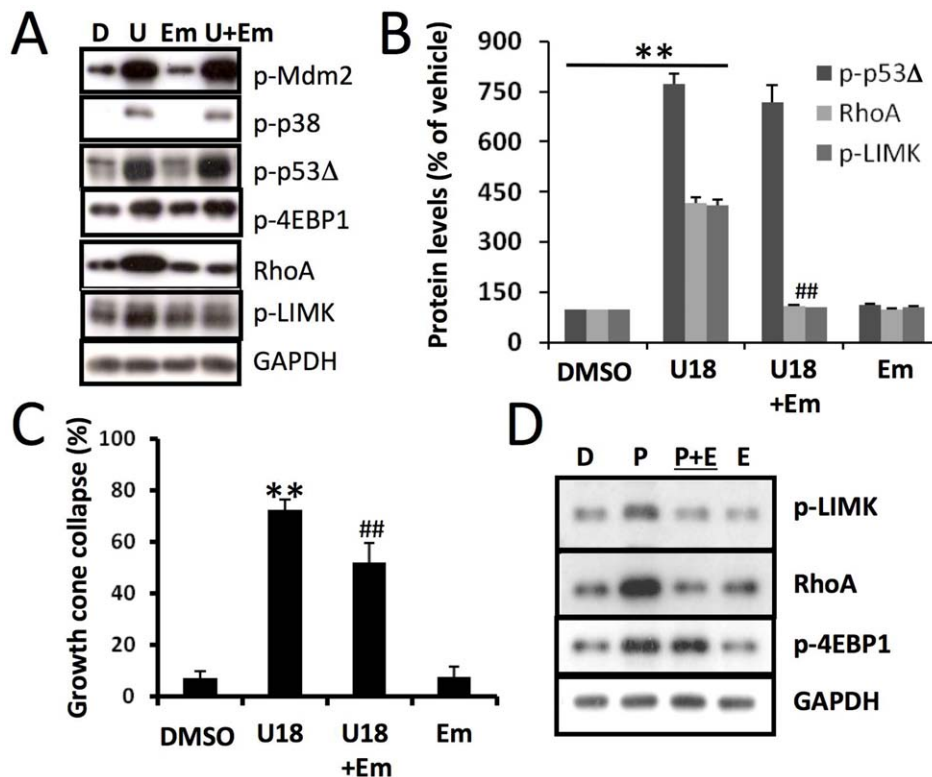 A
D U Em U+Em
p-Mdm2
p-p38
p-p53Δ
p-4EBP1
RhoA
p-LIMK
GAPDH
B
Protein levels (% of vehicle)
900
750
600
450
300
150
0
**
##
p-p53Δ
RhoA
p-LIMK
DMSO U18 U18 +Em Em
C
Growth cone collapse (%)
100
80
60
40
20
0
**
##
DMSO U18 U18 +Em Em
D
D P P+E E
p-LIMK
RhoA
p-4EBP1
GAPDH